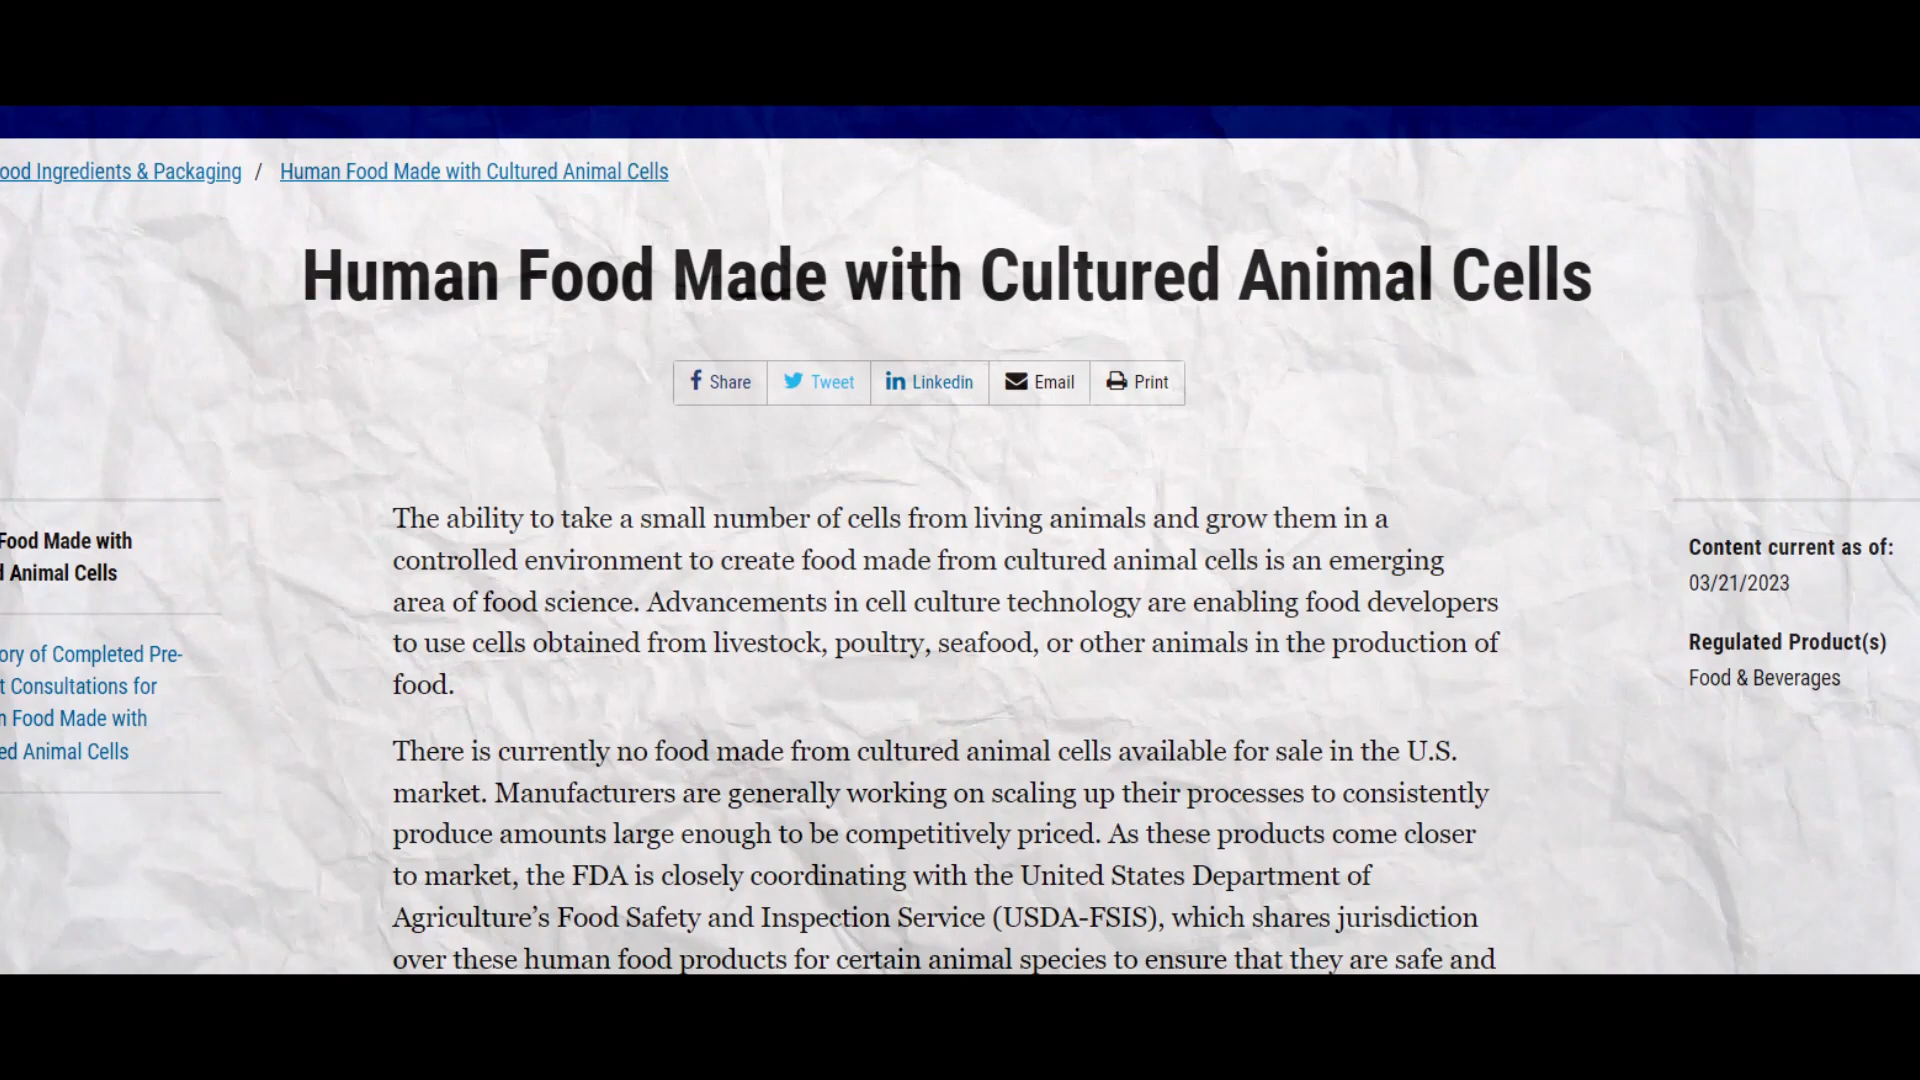 ood Ingredients & Packaging / Human Food Made with Cultured Animal Cells
Human Food Made with Cultured Animal Cells
Share Tweet Linkedin Email Print
Food Made with
d Animal Cells
ory of Completed Pre-
t Consultations for
n Food Made with
ed Animal Cells
The ability to take a small number of cells from living animals and grow them in a
controlled environment to create food made from cultured animal cells is an emerging
area of food science. Advancements in cell culture technology are enabling food developers
to use cells obtained from livestock, poultry, seafood, or other animals in the production of
food.
There is currently no food made from cultured animal cells available for sale in the U.S.
market. Manufacturers are generally working on scaling up their processes to consistently
produce amounts large enough to be competitively priced. As these products come closer
to market, the FDA is closely coordinating with the United States Department of
Agriculture’s Food Safety and Inspection Service (USDA-FSIS), which shares jurisdiction
over these human food products for certain animal species to ensure that they are safe and
Content current as of:
03/21/2023
Regulated Product(s)
Food & Beverages